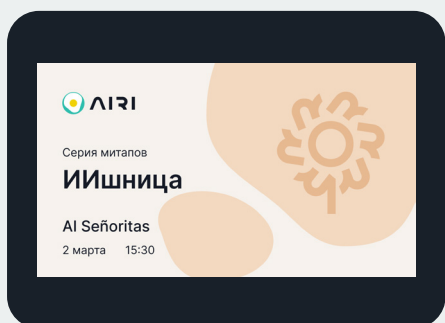 AIRI
Серия митапов
ИИшница
AI Señoritas
2 марта 15:30